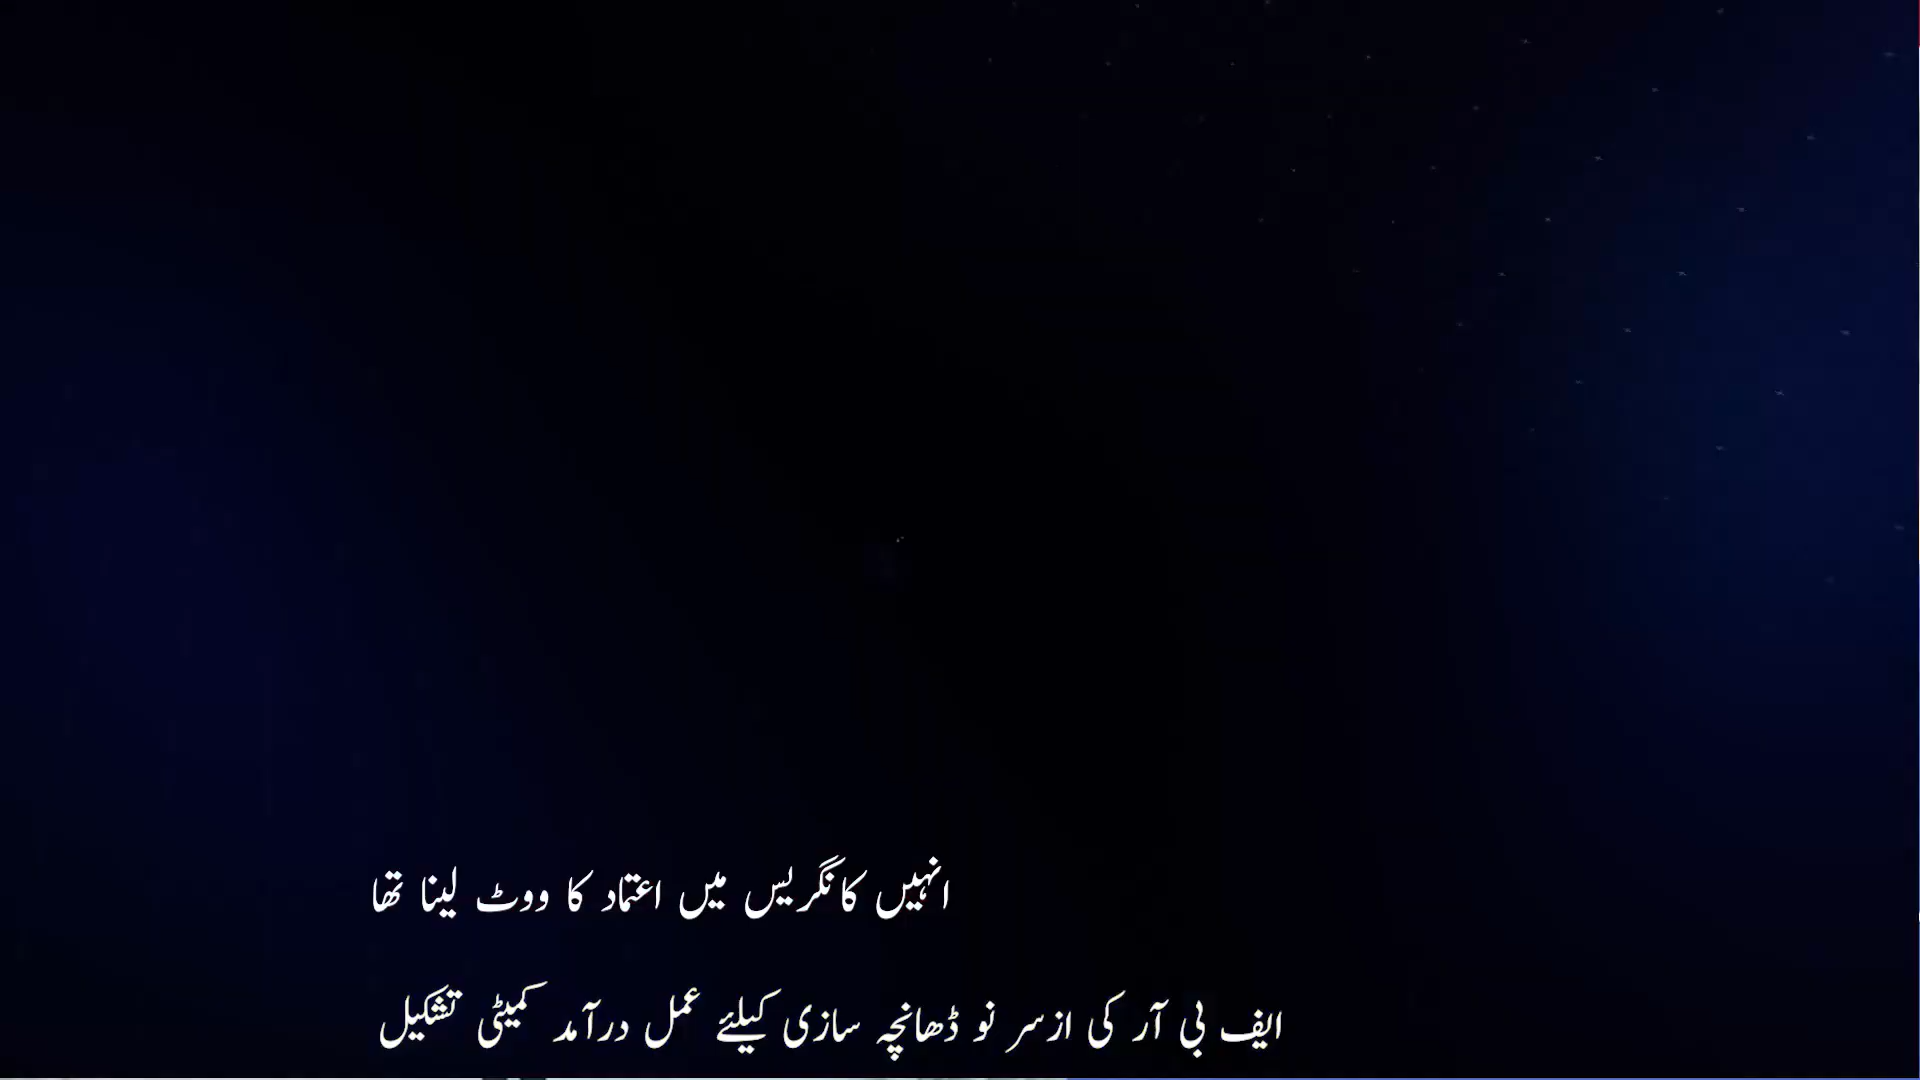 انہیں کانگریس میں اعتماد کا ووٹ لینا تھا
ایف بی آر کی ازسر نو ڈھانچہ سازی کیلئے عمل درآمد کمیٹی تشکیل